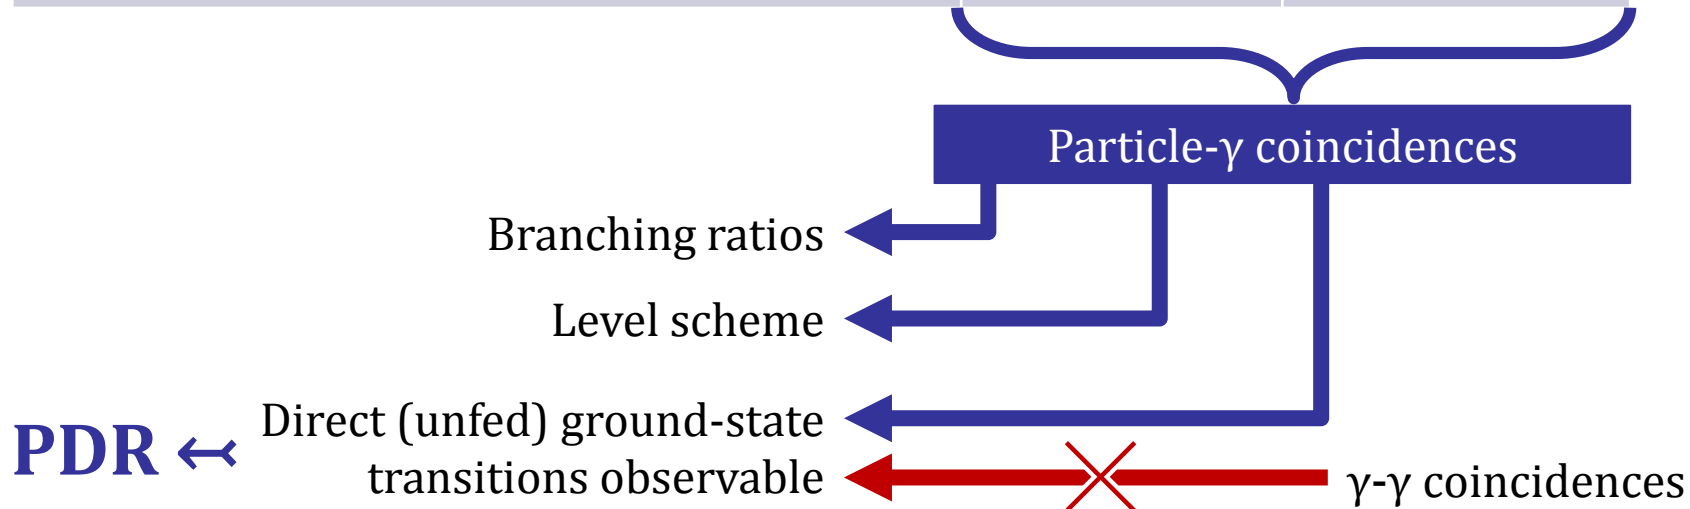 Particle-γ coincidences
Branching ratios
Level scheme
PDR ↢ Direct (unfed) ground-state
transitions observable
γ-γ coincidences